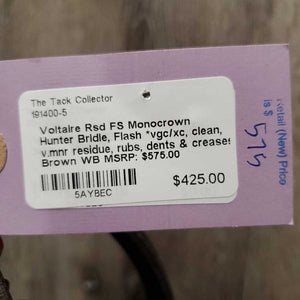 The Tack Collector
191400-5
Voltaire Rsd FS Monocrown
Hunter Bridle, Flash *vgc/xc, clean,
v.mnr residue, rubs, dents & creases
Brown WB MSRP: $575.00
5AY8EC
$425.00
Retail (New) Price
is $
575